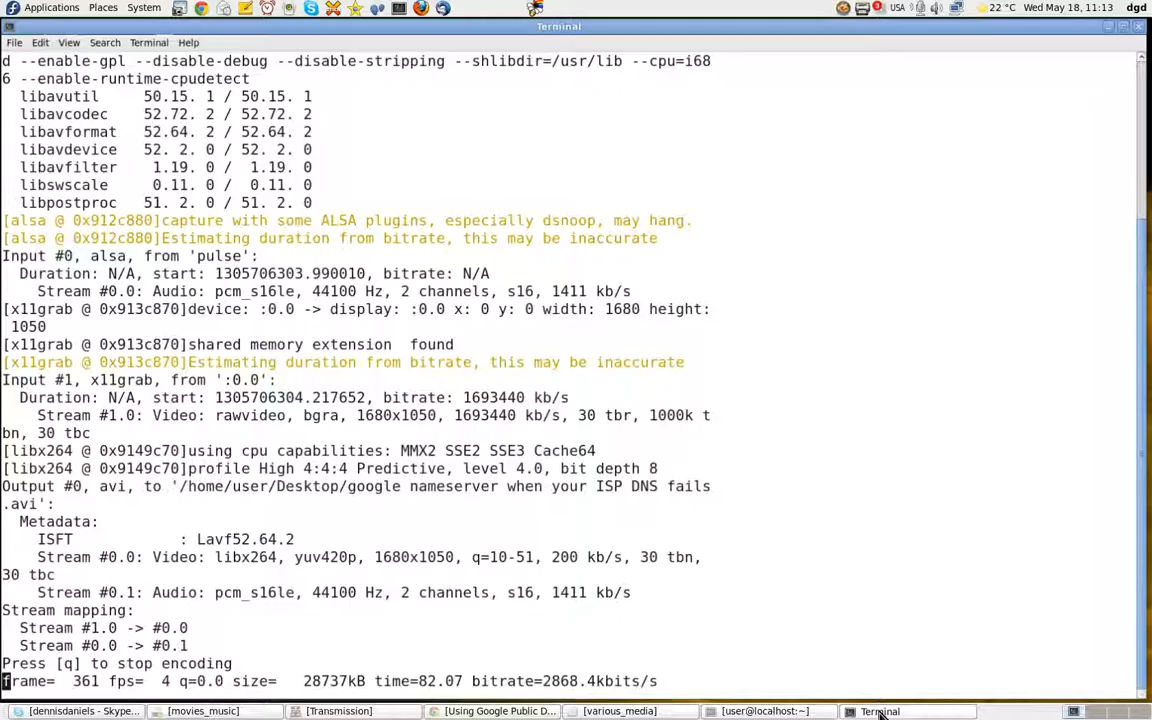 Applications Places System USA 22 °C Wed May 18, 11:13 dgd
Terminal
File Edit View Search Terminal Help
d --enable-gpl --disable-debug --disable-stripping --shlibdir=/usr/lib --cpu=i68
6 --enable-runtime-cpudetect
libavutil 50.15. 1 / 50.15. 1
libavcodec 52.72. 2 / 52.72. 2
libavformat 52.64. 2 / 52.64. 2
libavdevice 52. 2. 0 / 52. 2. 0
libavfilter 1.19. 0 / 1.19. 0
libswscale 0.11. 0 / 0.11. 0
libpostproc 51. 2. 0 / 51. 2. 0
[alsa @ 0x912c880]capture with some ALSA plugins, especially dsnoop, may hang.
[alsa @ 0x912c880]Estimating duration from bitrate, this may be inaccurate
Input #0, alsa, from 'pulse':
Duration: N/A, start: 1305706303.990010, bitrate: N/A
Stream #0.0: Audio: pcm_s16le, 44100 Hz, 2 channels, s16, 1411 kb/s
[x11grab @ 0x913c870]device: :0.0 -> display: :0.0 x: 0 y: 0 width: 1680 height:
1050
[x11grab @ 0x913c870]shared memory extension  found
[x11grab @ 0x913c870]Estimating duration from bitrate, this may be inaccurate
Input #1, x11grab, from ':0.0':
Duration: N/A, start: 1305706304.217652, bitrate: 1693440 kb/s
Stream #1.0: Video: rawvideo, bgra, 1680x1050, 1693440 kb/s, 30 tbr, 1000k t
bn, 30 tbc
[libx264 @ 0x9149c70]using cpu capabilities: MMX2 SSE2 SSE3 Cache64
[libx264 @ 0x9149c70]profile High 4:4:4 Predictive, level 4.0, bit depth 8
Output #0, avi, to '/home/user/Desktop/google nameserver when your ISP DNS fails
.avi':
Metadata:
ISFT : Lavf52.64.2
Stream #0.0: Video: libx264, yuv420p, 1680x1050, q=10-51, 200 kb/s, 30 tbn,
30 tbc
Stream #0.1: Audio: pcm_s16le, 44100 Hz, 2 channels, s16, 1411 kb/s
Stream mapping:
Stream #1.0 -> #0.0
Stream #0.0 -> #0.1
Press [q] to stop encoding
frame= 361 fps= 4 q=0.0 size= 28737kB time=82.07 bitrate=2868.4kbits/s
[dennisdaniels - Skype... [movies_music] [Transmission] [Using Google Public D... [various_media] [user@localhost:~] Terminal